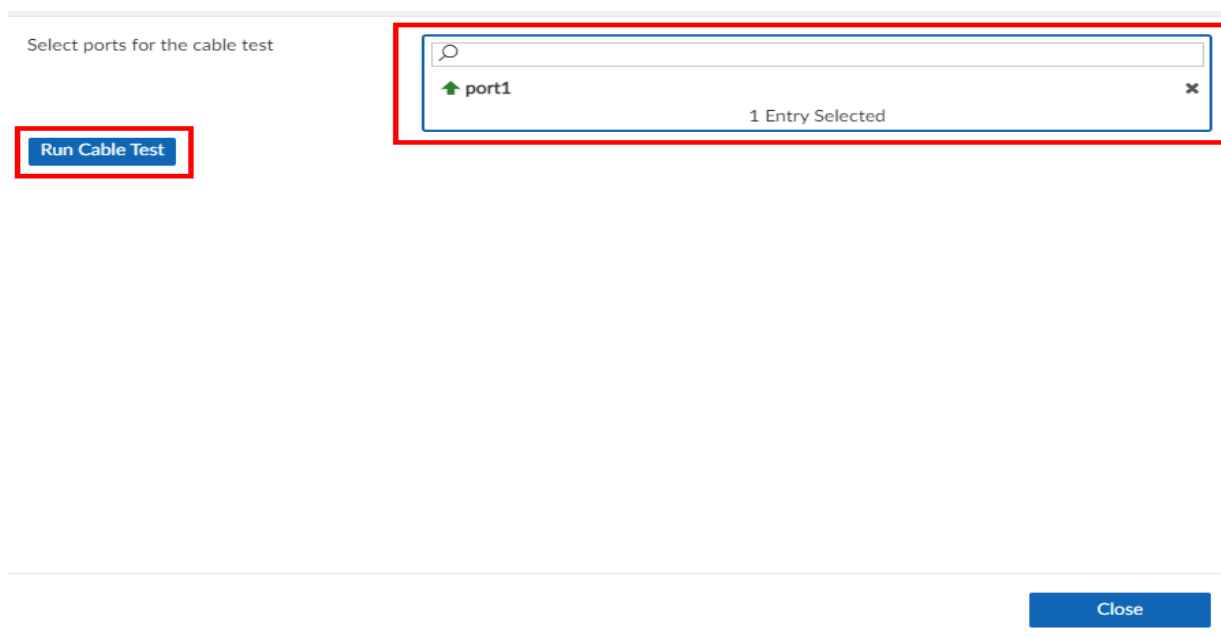 Select ports for the cable test
port1
1 Entry Selected
Run Cable Test
Close